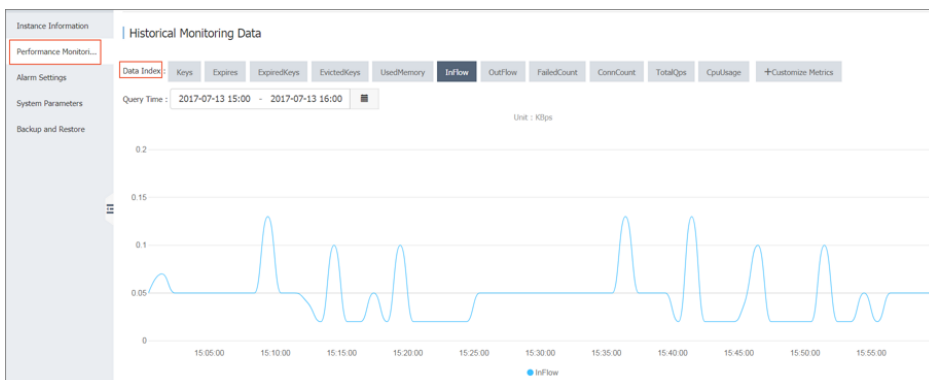 Instance Information
Performance Monitori...
Alarm Settings
System Parameters
Backup and Restore
Historical Monitoring Data
Data Index : Keys Expires ExpiredKeys EvictedKeys UsedMemory InFlow OutFlow FailedCount ConnCount TotalQps CpuUsage +Customize Metrics
Query Time : 2017-07-13 15:00 - 2017-07-13 16:00
Unit : KBps
0.2
0.15
0.1
0.05
0
15:05:00 15:10:00 15:15:00 15:20:00 15:25:00 15:30:00 15:35:00 15:40:00 15:45:00 15:50:00 15:55:00
InFlow